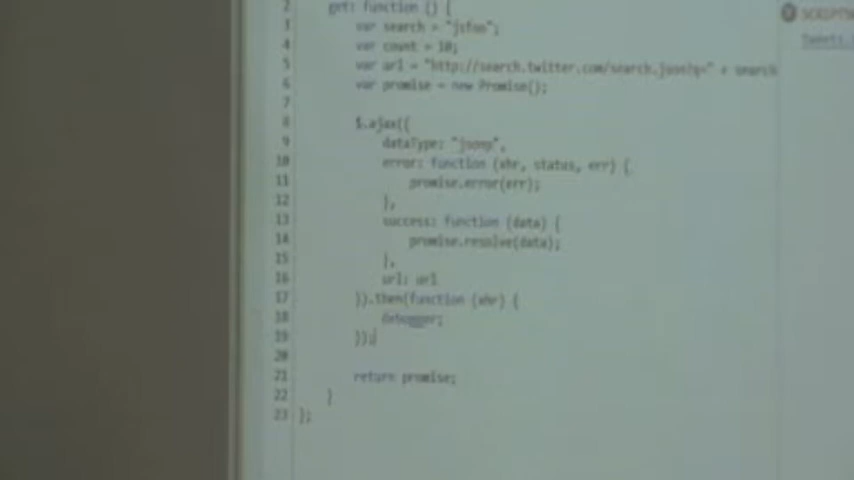 2 get: function () {
3 var search = "jsfoo";
4 var count = 10;
5 var url = "http://search.twitter.com/search.json?q=" + search
6 var promise = new Promise();
7
8 $.ajax({
9 dataType: "jsonp",
10 error: function (xhr, status, err) {
11 promise.error(err);
12 },
13 success: function (data) {
14 promise.resolve(data);
15 },
16 url: url
17 }).then(function (xhr) {
18 debugger;
19 });
20
21 return promise;
22 }
23 };